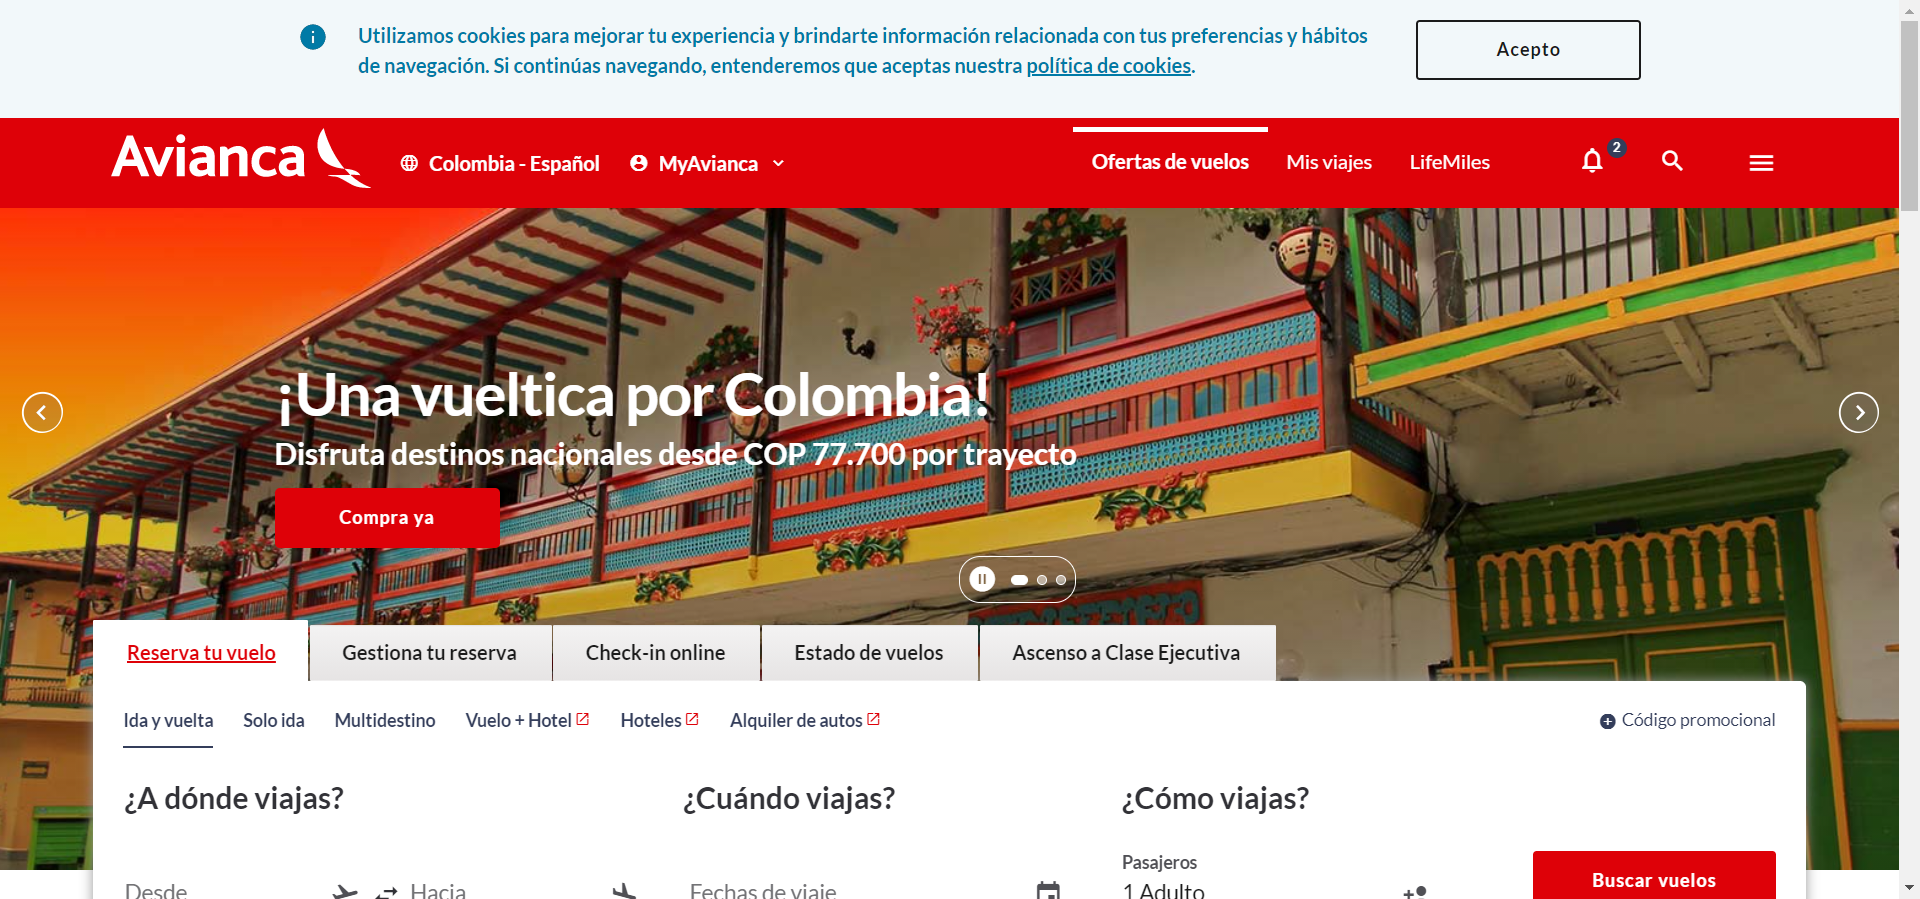 Utilizamos cookies para mejorar tu experiencia y brindarte información relacionada con tus preferencias y hábitos
de navegación. Si continúas navegando, entenderemos que aceptas nuestra política de cookies.
Acepto
Avianca
Colombia - Español
MyAvianca
Ofertas de vuelos
Mis viajes
LifeMiles
2
¡Una vueltica por Colombia!
Disfruta destinos nacionales desde COP 77.700 por trayecto
Compra ya
Reserva tu vuelo
Gestiona tu reserva
Check-in online
Estado de vuelos
Ascenso a Clase Ejecutiva
Ida y vuelta
Solo ida
Multidestino
Vuelo + Hotel
Hoteles
Alquiler de autos
Código promocional
¿A dónde viajas?
¿Cuándo viajas?
¿Cómo viajas?
Pasajeros
Desde
Hacia
Fechas de viaje
1 Adulto
Buscar vuelos